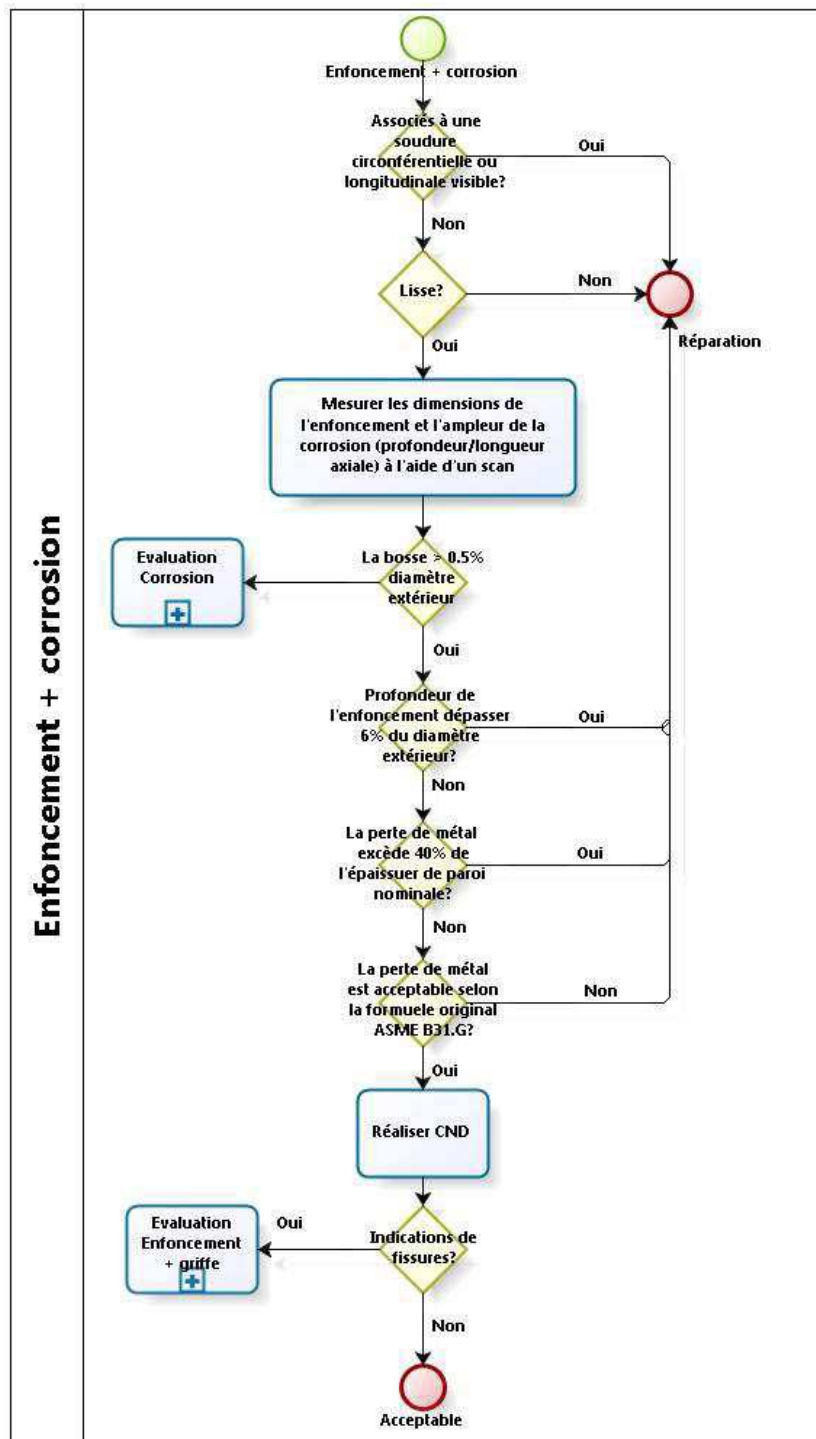 Enfoncement + corrosion
Enfoncement + corrosion
Associés à une
soudure
circonférentielle ou
longitudinale visible?
Oui
Non
Lisse?
Non
Oui
Réparation
Mesurer les dimensions de
l'enfoncement et l'ampleur de la
corrosion (profondeur/longueur
axiale) à l'aide d'un scan
La bosse > 0.5%
diamètre
extérieur
Evaluation
Corrosion
Oui
Profondeur de
l'enfoncement dépasser
6% du diamètre
extérieur?
Oui
Non
La perte de métal
excède 40% de
l'épaissuer de paroi
nominale?
Oui
Non
La perte de métal
est acceptable selon
la formuele original
ASME B31.G?
Non
Oui
Réaliser CND
Indications de
fissures?
Oui
Evaluation
Enfoncement
+ griffe
Non
Acceptable